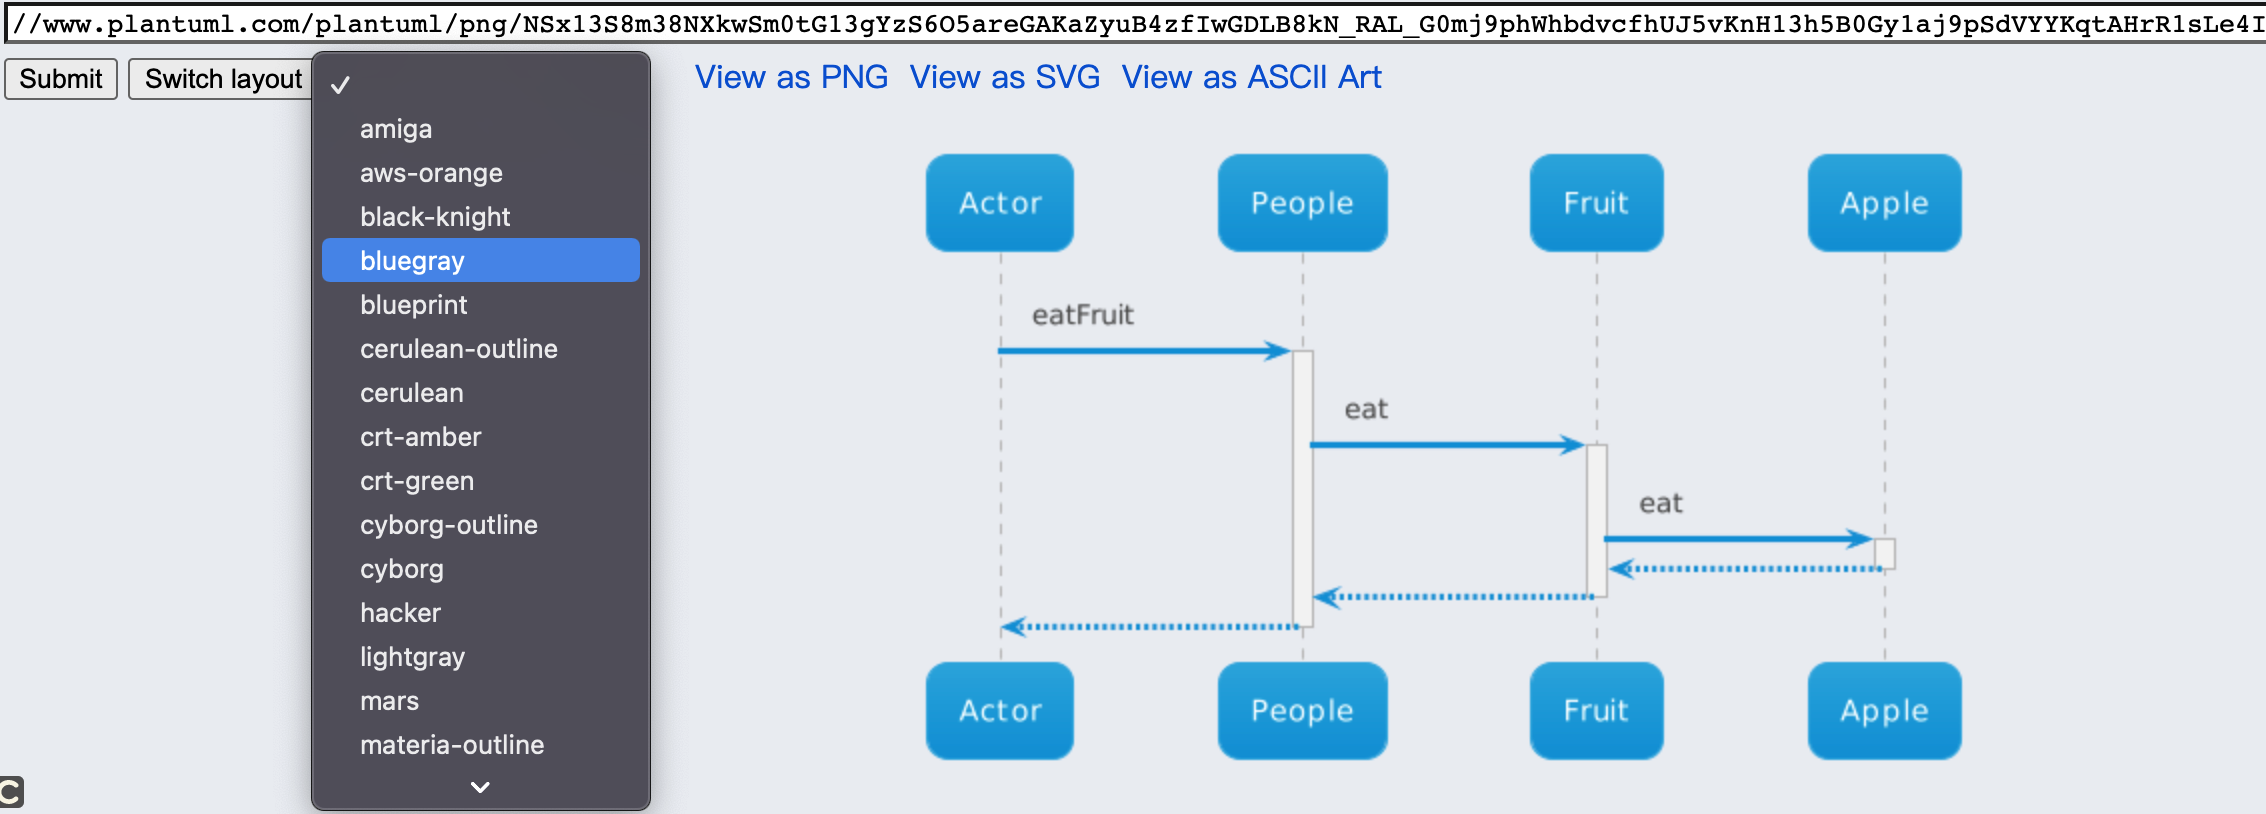 //www.plantuml.com/plantuml/png/NSx13S8m38NXkwSm0tG13gYzS6O5areGAKaZyuB4zfIwGDLB8kN_RAL_G0mj9phWhbdvcfhUJ5vKnH13h5B0Gy1aj9pSdVYYKqtAHrR1sLe4I
Submit Switch layout View as PNG View as SVG View as ASCII Art
amiga
aws-orange
black-knight
bluegray
blueprint
cerulean-outline
cerulean
crt-amber
crt-green
cyborg-outline
cyborg
hacker
lightgray
mars
materia-outline
C
Actor People Fruit Apple
eatFruit
eat
eat
Actor People Fruit Apple